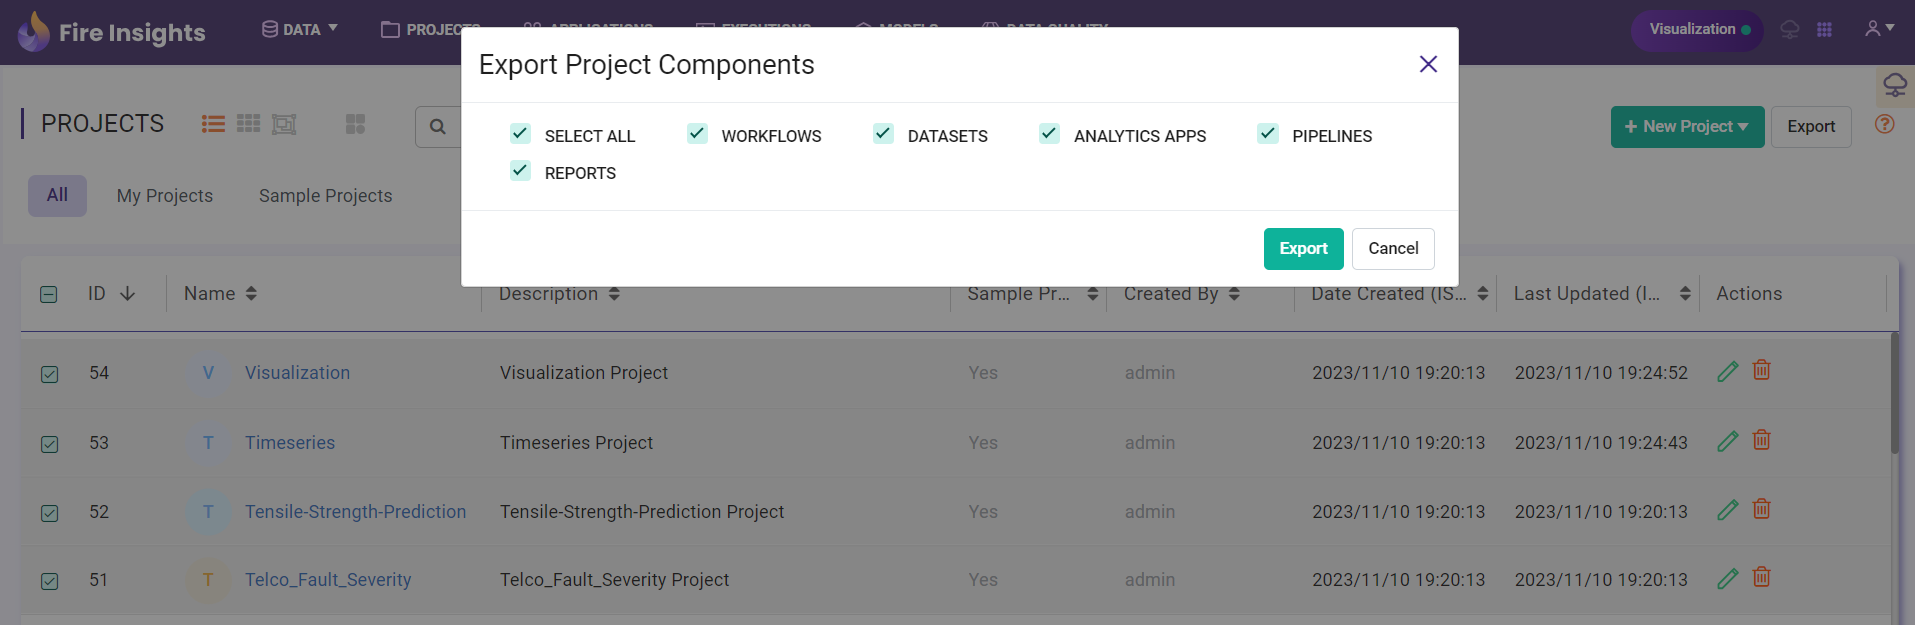 Fire Insights
DATA PROJECTS APPLICATIONS EXECUTIONS MODELS DATA QUALITY
Visualization
Export Project Components
SELECT ALL WORKFLOWS DATASETS ANALYTICS APPS PIPELINES
REPORTS
Export Cancel
PROJECTS
+ New Project Export
All My Projects Sample Projects
ID Name Description Sample Pr... Created By Date Created (IS... Last Updated (I... Actions
54 V Visualization Visualization Project Yes admin 2023/11/10 19:20:13 2023/11/10 19:24:52
53 T Timeseries Timeseries Project Yes admin 2023/11/10 19:20:13 2023/11/10 19:24:43
52 T Tensile-Strength-Prediction Tensile-Strength-Prediction Project Yes admin 2023/11/10 19:20:13 2023/11/10 19:20:13
51 T Telco_Fault_Severity Telco_Fault_Severity Project Yes admin 2023/11/10 19:20:13 2023/11/10 19:20:13